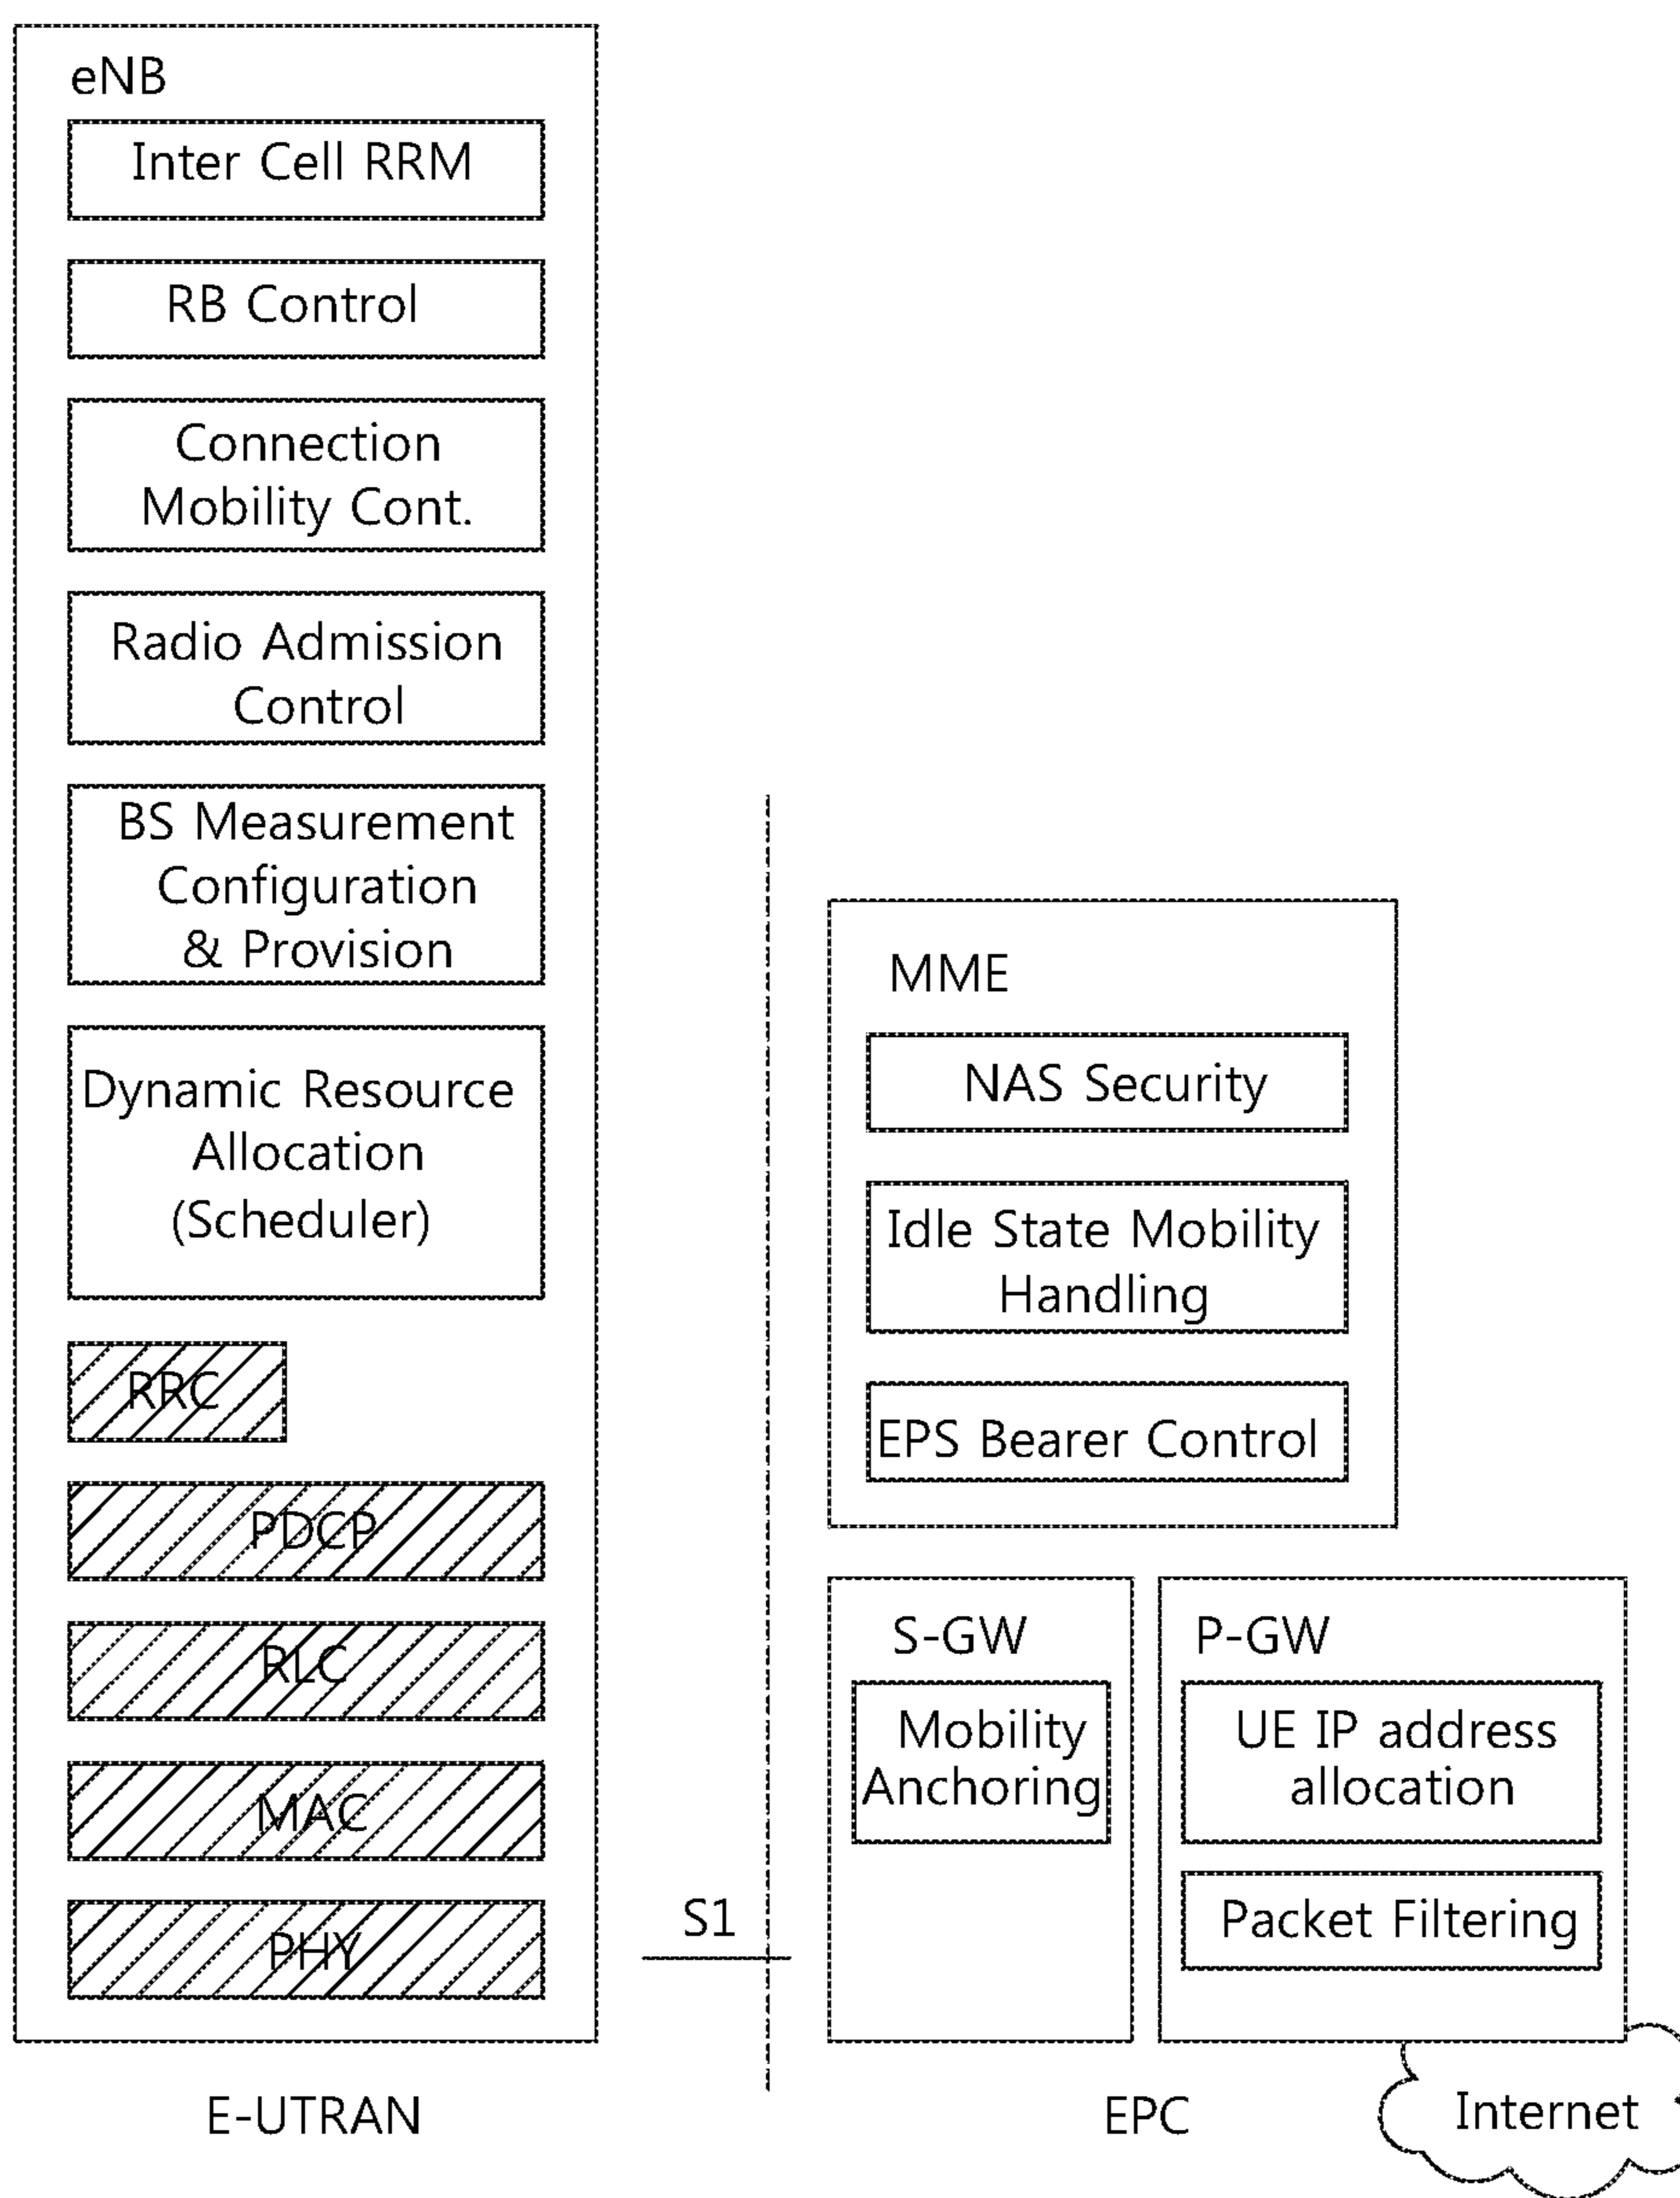 eNB
Inter Cell RRM
RB Control
Connection
Mobility Cont.
Radio Admission
Control
BS Measurement
Configuration
& Provision
Dynamic Resource
Allocation
(Scheduler)
RRC
PDCP
RLC
MAC
PHY
E-UTRAN
S1
MME
NAS Security
Idle State Mobility
Handling
EPS Bearer Control
S-GW
Mobility
Anchoring
P-GW
UE IP address
allocation
Packet Filtering
EPC
Internet